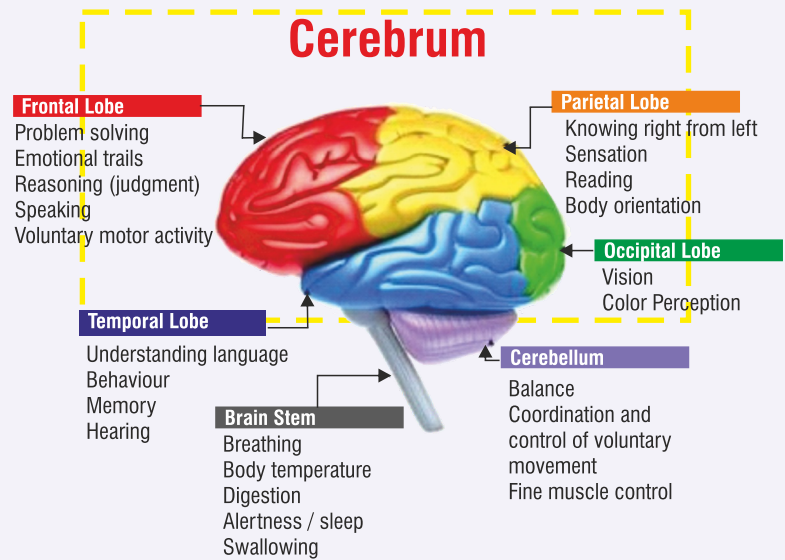 Cerebrum
Frontal Lobe
Problem solving
Emotional trails
Reasoning (judgment)
Speaking
Voluntary motor activity
Parietal Lobe
Knowing right from left
Sensation
Reading
Body orientation
Occipital Lobe
Vision
Color Perception
Temporal Lobe
Understanding language
Behaviour
Memory
Hearing
Brain Stem
Breathing
Body temperature
Digestion
Alertness / sleep
Swallowing
Cerebellum
Balance
Coordination and
control of voluntary
movement
Fine muscle control